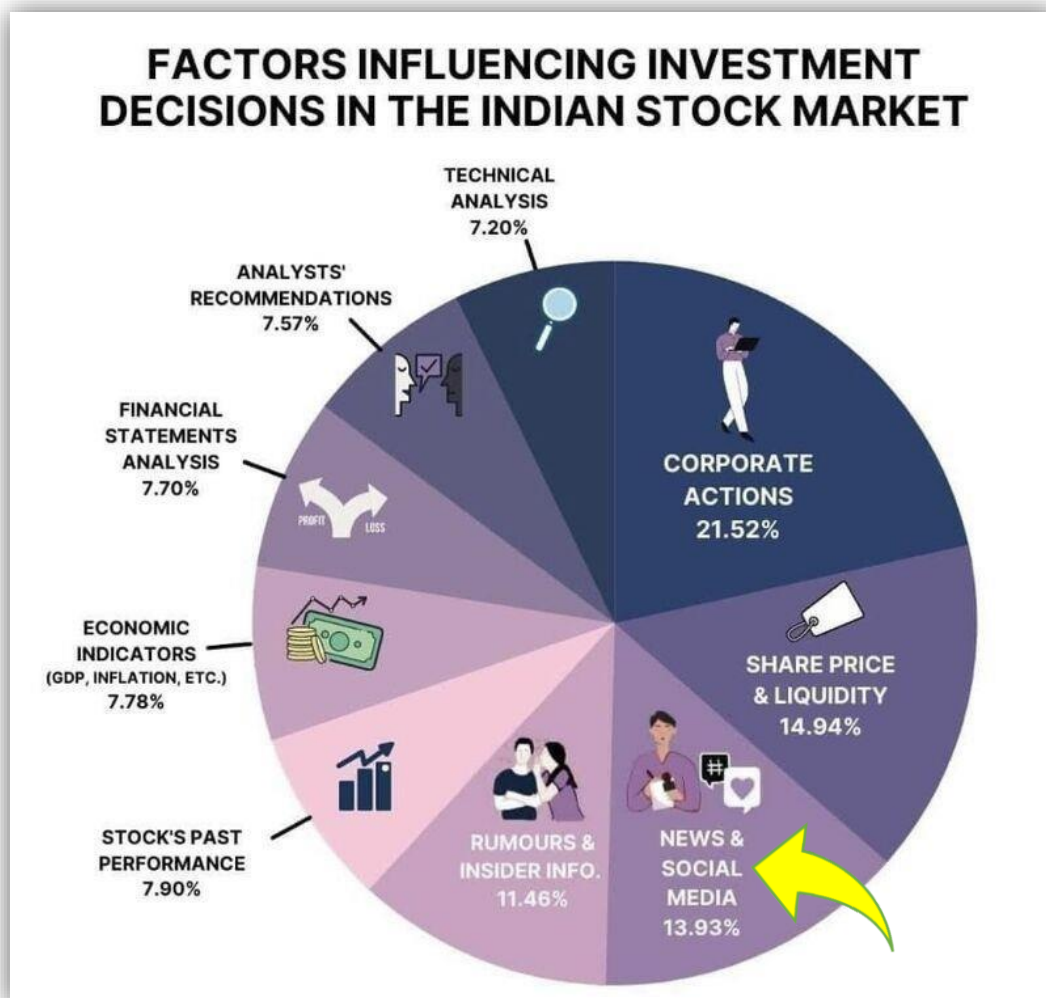 FACTORS INFLUENCING INVESTMENT
DECISIONS IN THE INDIAN STOCK MARKET
TECHNICAL
ANALYSIS
7.20%
ANALYSTS'
RECOMMENDATIONS
7.57%
FINANCIAL
STATEMENTS
ANALYSIS
7.70%
PROFIT
LOSS
ECONOMIC
INDICATORS
(GDP, INFLATION, ETC.)
7.78%
STOCK'S PAST
PERFORMANCE
7.90%
RUMOURS &
INSIDER INFO.
11.46%
#
NEWS &
SOCIAL
MEDIA
13.93%
SHARE PRICE
& LIQUIDITY
14.94%
CORPORATE
ACTIONS
21.52%